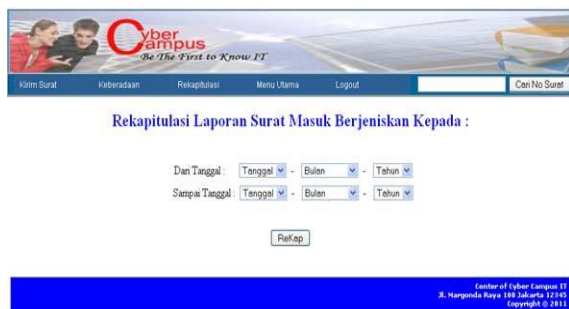 Cyber
Campus
Be The First to Know IT
Kirim Surat Keberadaan Rekapitulasi Menu Utama Logout Cari No Surat
Rekapitulasi Laporan Surat Masuk Berjeniskan Kepada :
Dari Tanggal : Tanggal - Bulan - Tahun
Sampai Tanggal : Tanggal - Bulan - Tahun
ReKap
Center of Cyber Campus IT
Jl. Margonda Raya 100 Jakarta 12345
Copyright © 2011